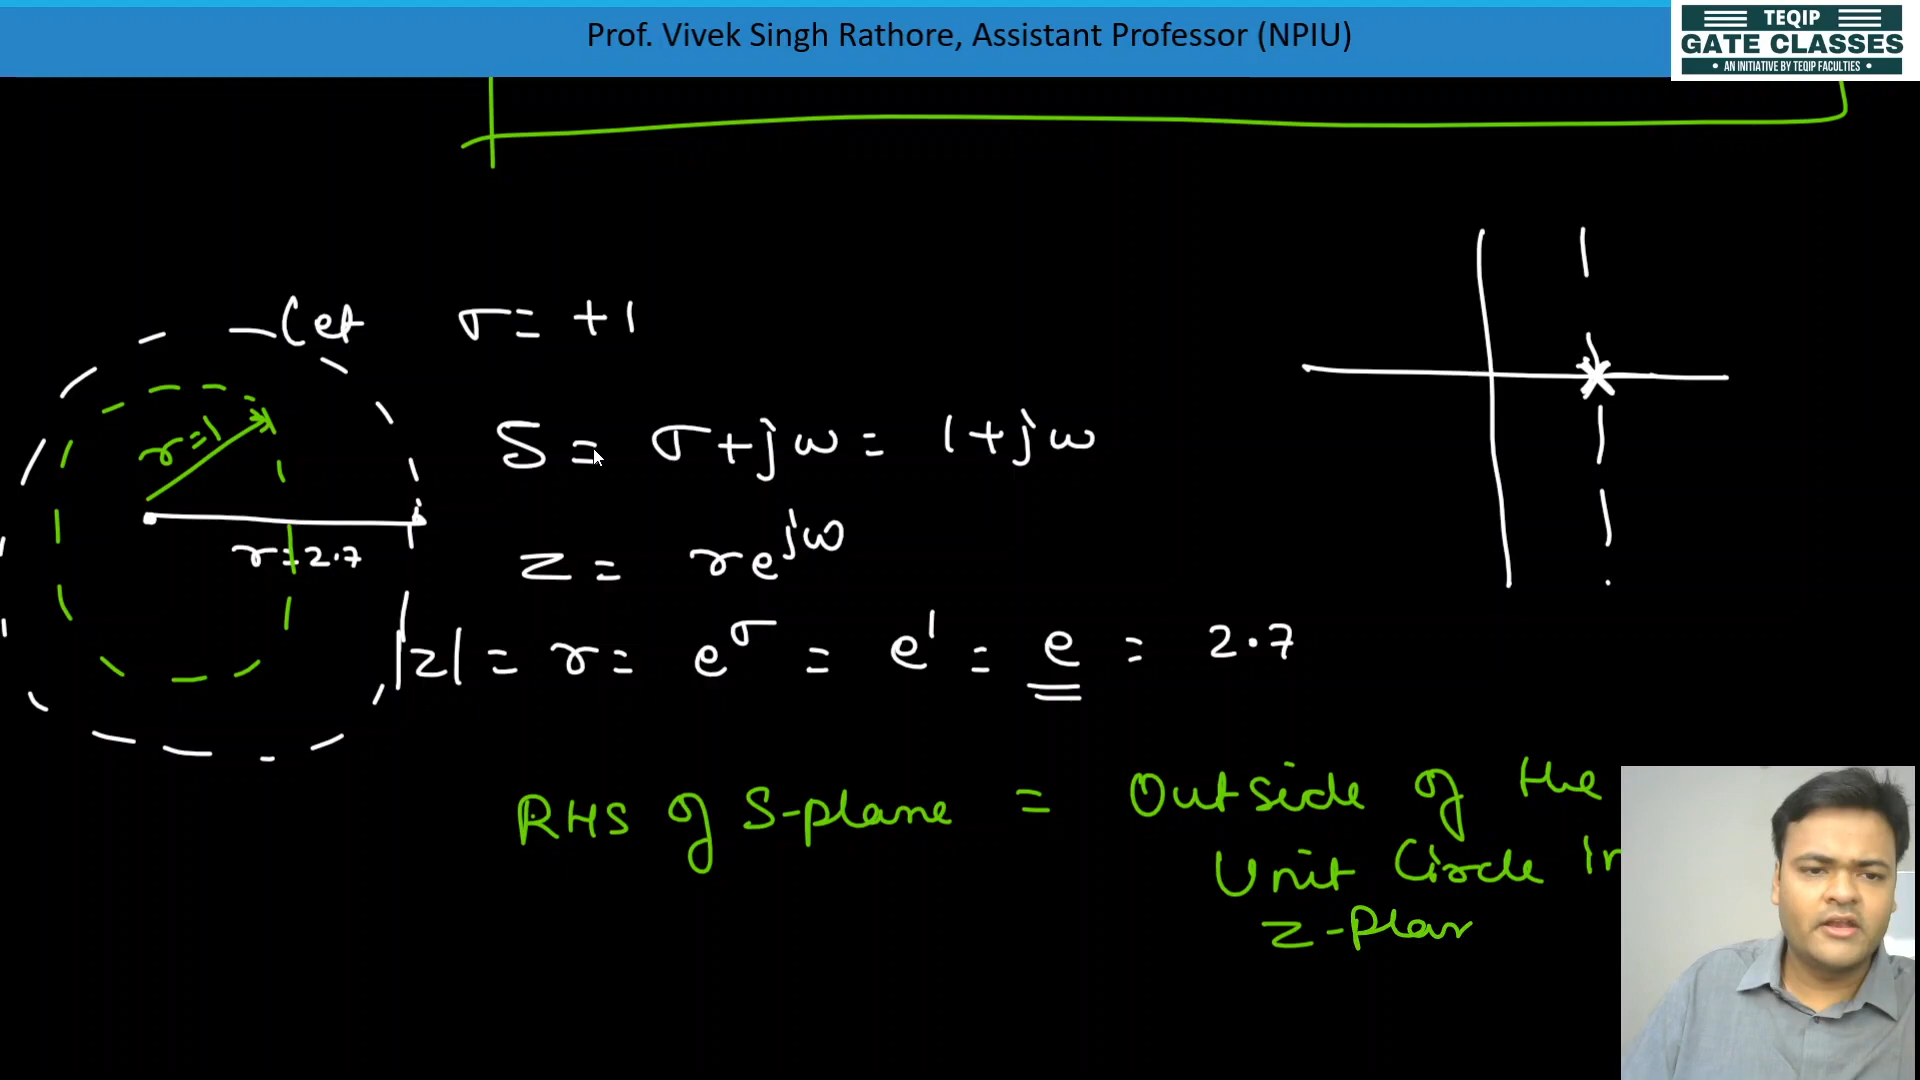 Prof. Vivek Singh Rathore, Assistant Professor (NPIU)
TEQIP
GATE CLASSES
• AN INITIATIVE BY TEQIP FACULTIES •
Let σ = +1
r=1
S = σ+jω = 1+jω
r=2.7
z = re^jω
|z| = r = e^σ = e^1 = e = 2.7
RHS of S-plane = Outside of the
Unit Circle In
z-Plan